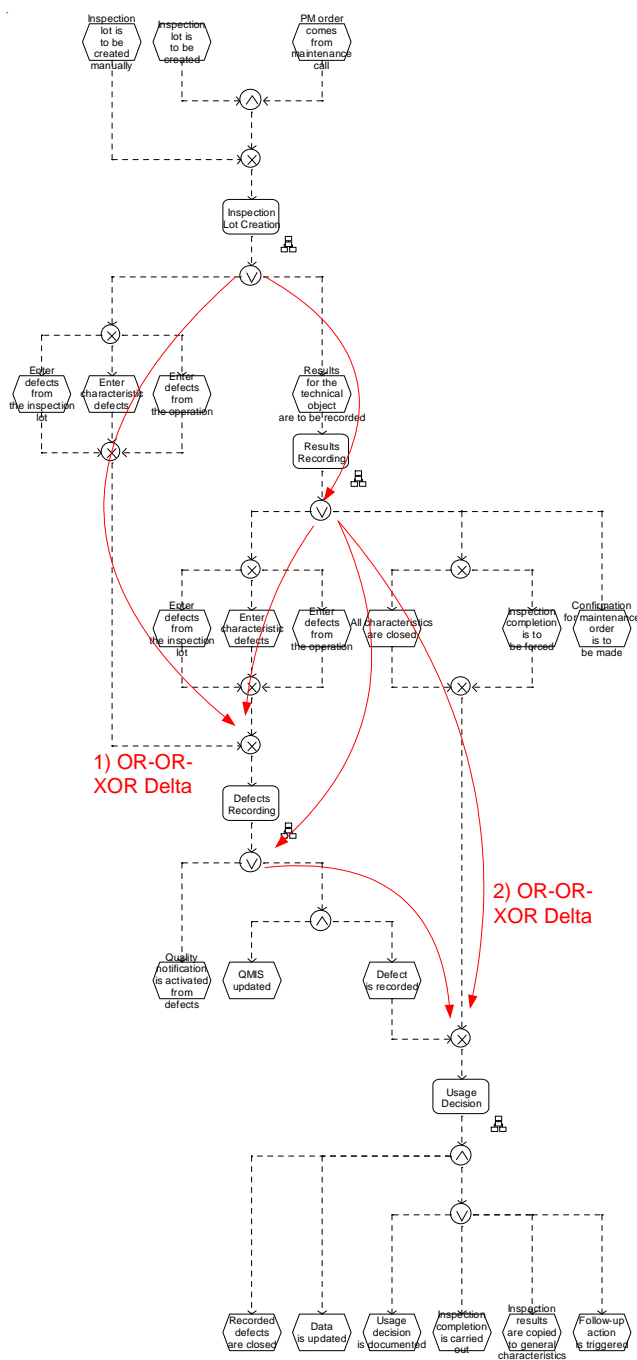 Inspection
lot is
to be
created
manually
Inspection
lot is
to be
created
PM order
comes
from
maintenance
call
Inspection
Lot Creation
Enter
defects
from
the inspection
lot
Enter
characteristic
defects
Enter
defects
from
the operation
Results
for the
technical
object
are to be recorded
Results
Recording
Enter
defects
from
the inspection
lot
Enter
characteristic
defects
Enter
defects
from
the operation
All characteristics
are closed
Inspection
completion
is to
be forced
Confirmation
for maintenance
order
is to
be made
1) OR-OR-
XOR Delta
Defects
Recording
2) OR-OR-
XOR Delta
Quality
notification
is activated
from
defects
QMIS
updated
Defect
is recorded
Usage
Decision
Recorded
defects
are closed
Data
is updated
Usage
decision
is documented
Inspection
completion
is carried
out
Inspection
results
are copied
to general
characteristics
Follow-up
action
is triggered